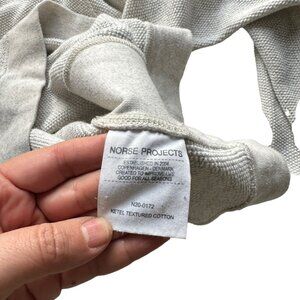 NORSE PROJECTS
ESTABLISHED IN 2004
COPENHAGEN - DENMARK
CREATED TO IMPROVE AND
GOOD FOR ALL SEASONS
N20-0172
KETEL TEXTURED COTTON